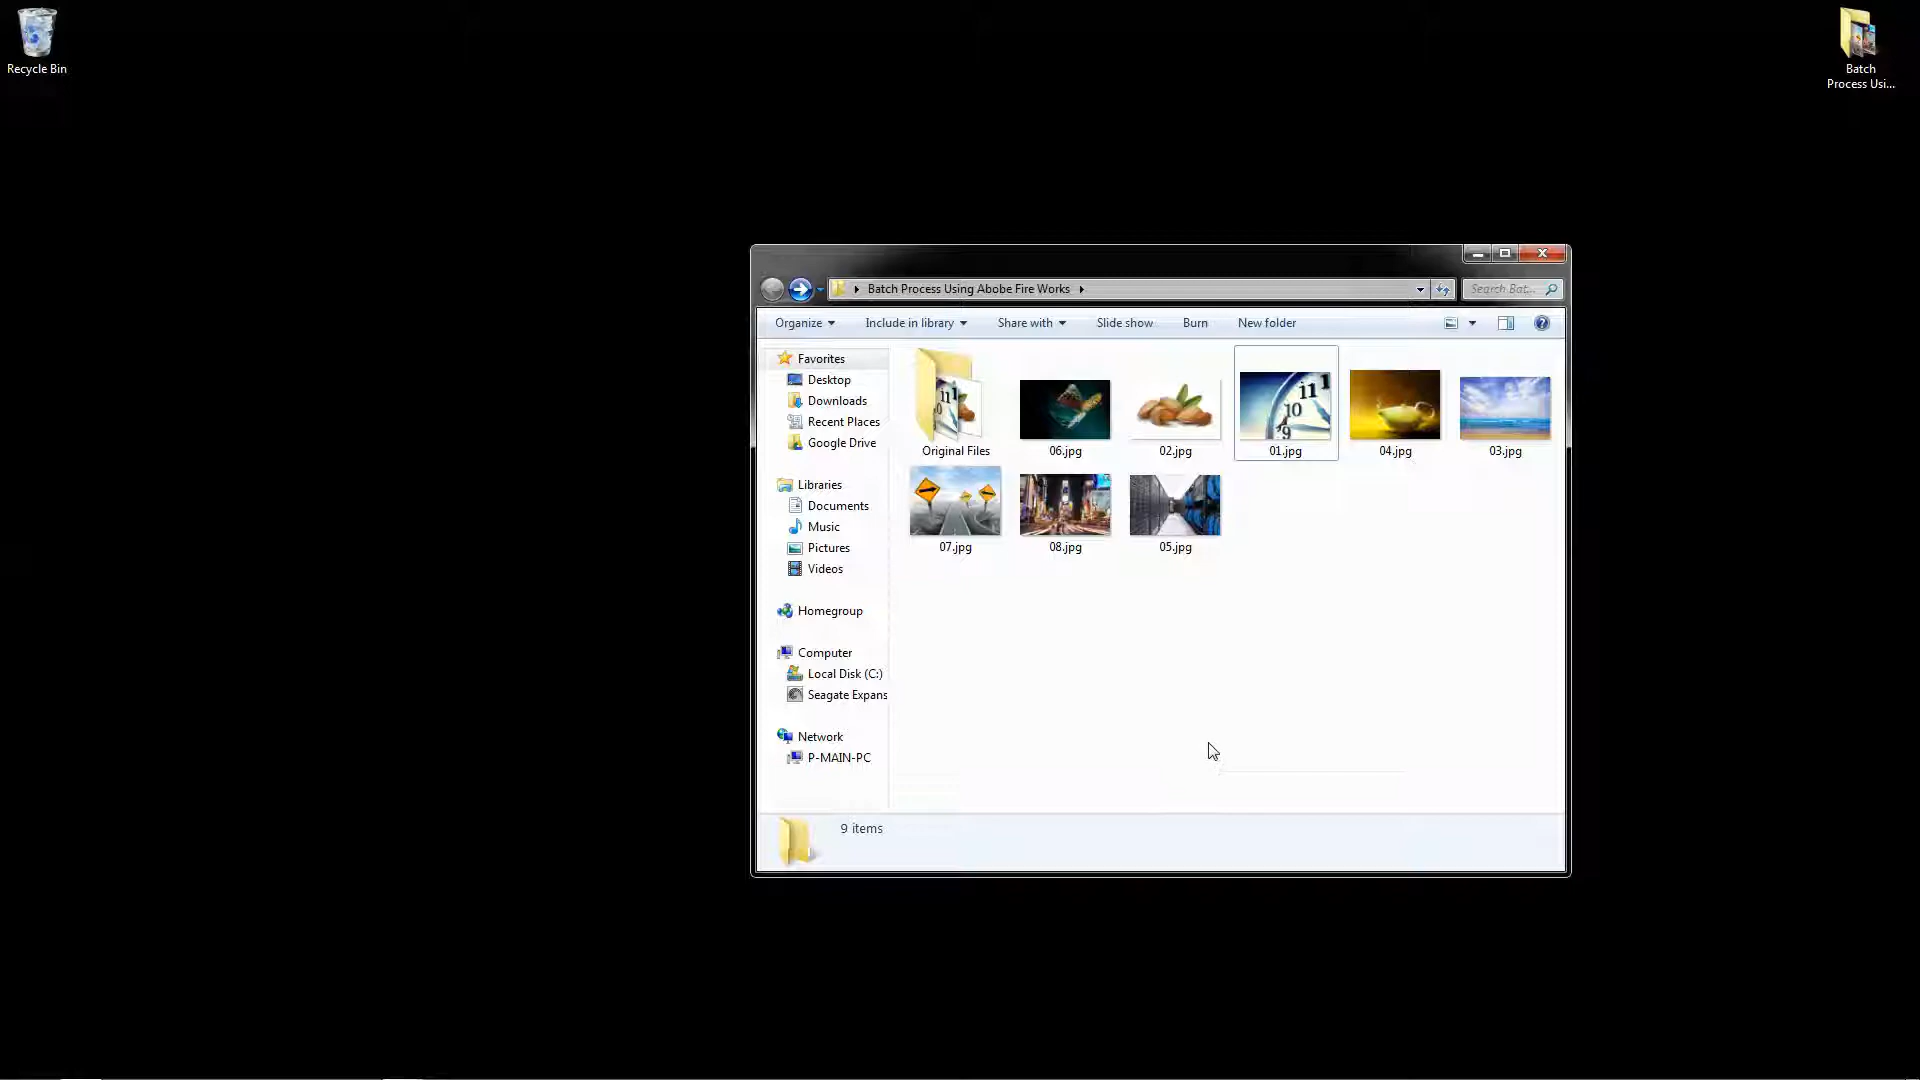 Recycle Bin
Batch
Process Usi...
Batch Process Using Abobe Fire Works
Search Bat...
Organize
Include in library
Share with
Slide show
Burn
New folder
Favorites
Desktop
Downloads
Recent Places
Google Drive
Libraries
Documents
Music
Pictures
Videos
Homegroup
Computer
Local Disk (C:)
Seagate Expans
Network
P-MAIN-PC
Original Files
06.jpg
02.jpg
01.jpg
04.jpg
03.jpg
07.jpg
08.jpg
05.jpg
9 items